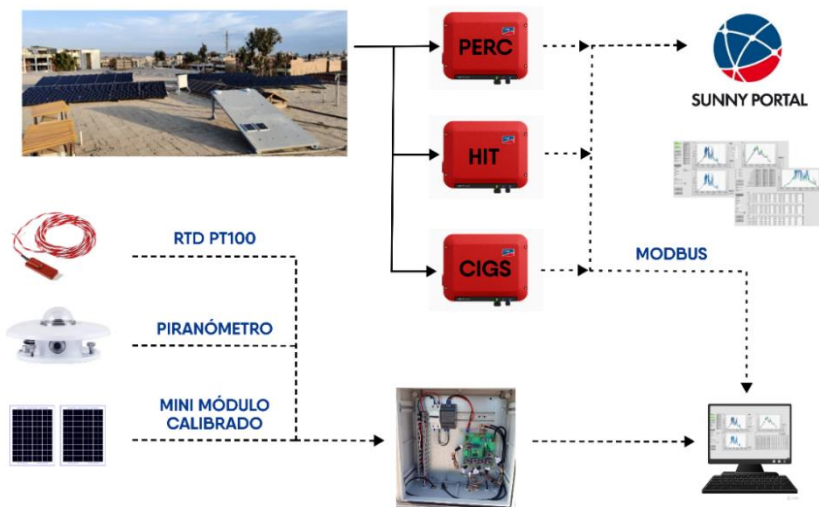 PERC
SUNNY PORTAL
HIT
RTD PT100
CIGS
MODBUS
PIRANÓMETRO
MINI MÓDULO
CALIBRADO